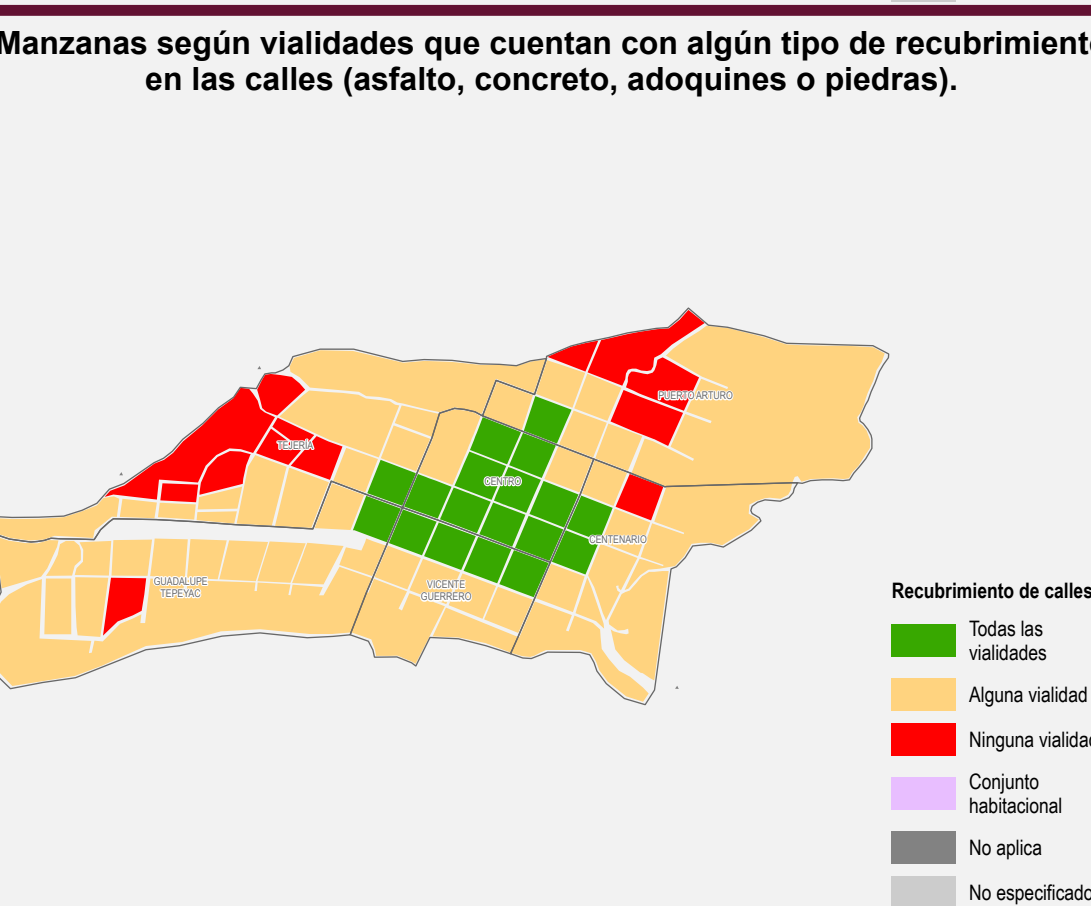 Manzanas según vialidades que cuentan con algún tipo de recubrimiento
en las calles (asfalto, concreto, adoquines o piedras).
PUERTO ARTURO
TEJERÍA
CENTRO
CENTENARIO
GUADALUPE
TEPEYAC
VICENTE
GUERRERO
Recubrimiento de calles
Todas las
vialidades
Alguna vialidad
Ninguna vialidad
Conjunto
habitacional
No aplica
No especificado